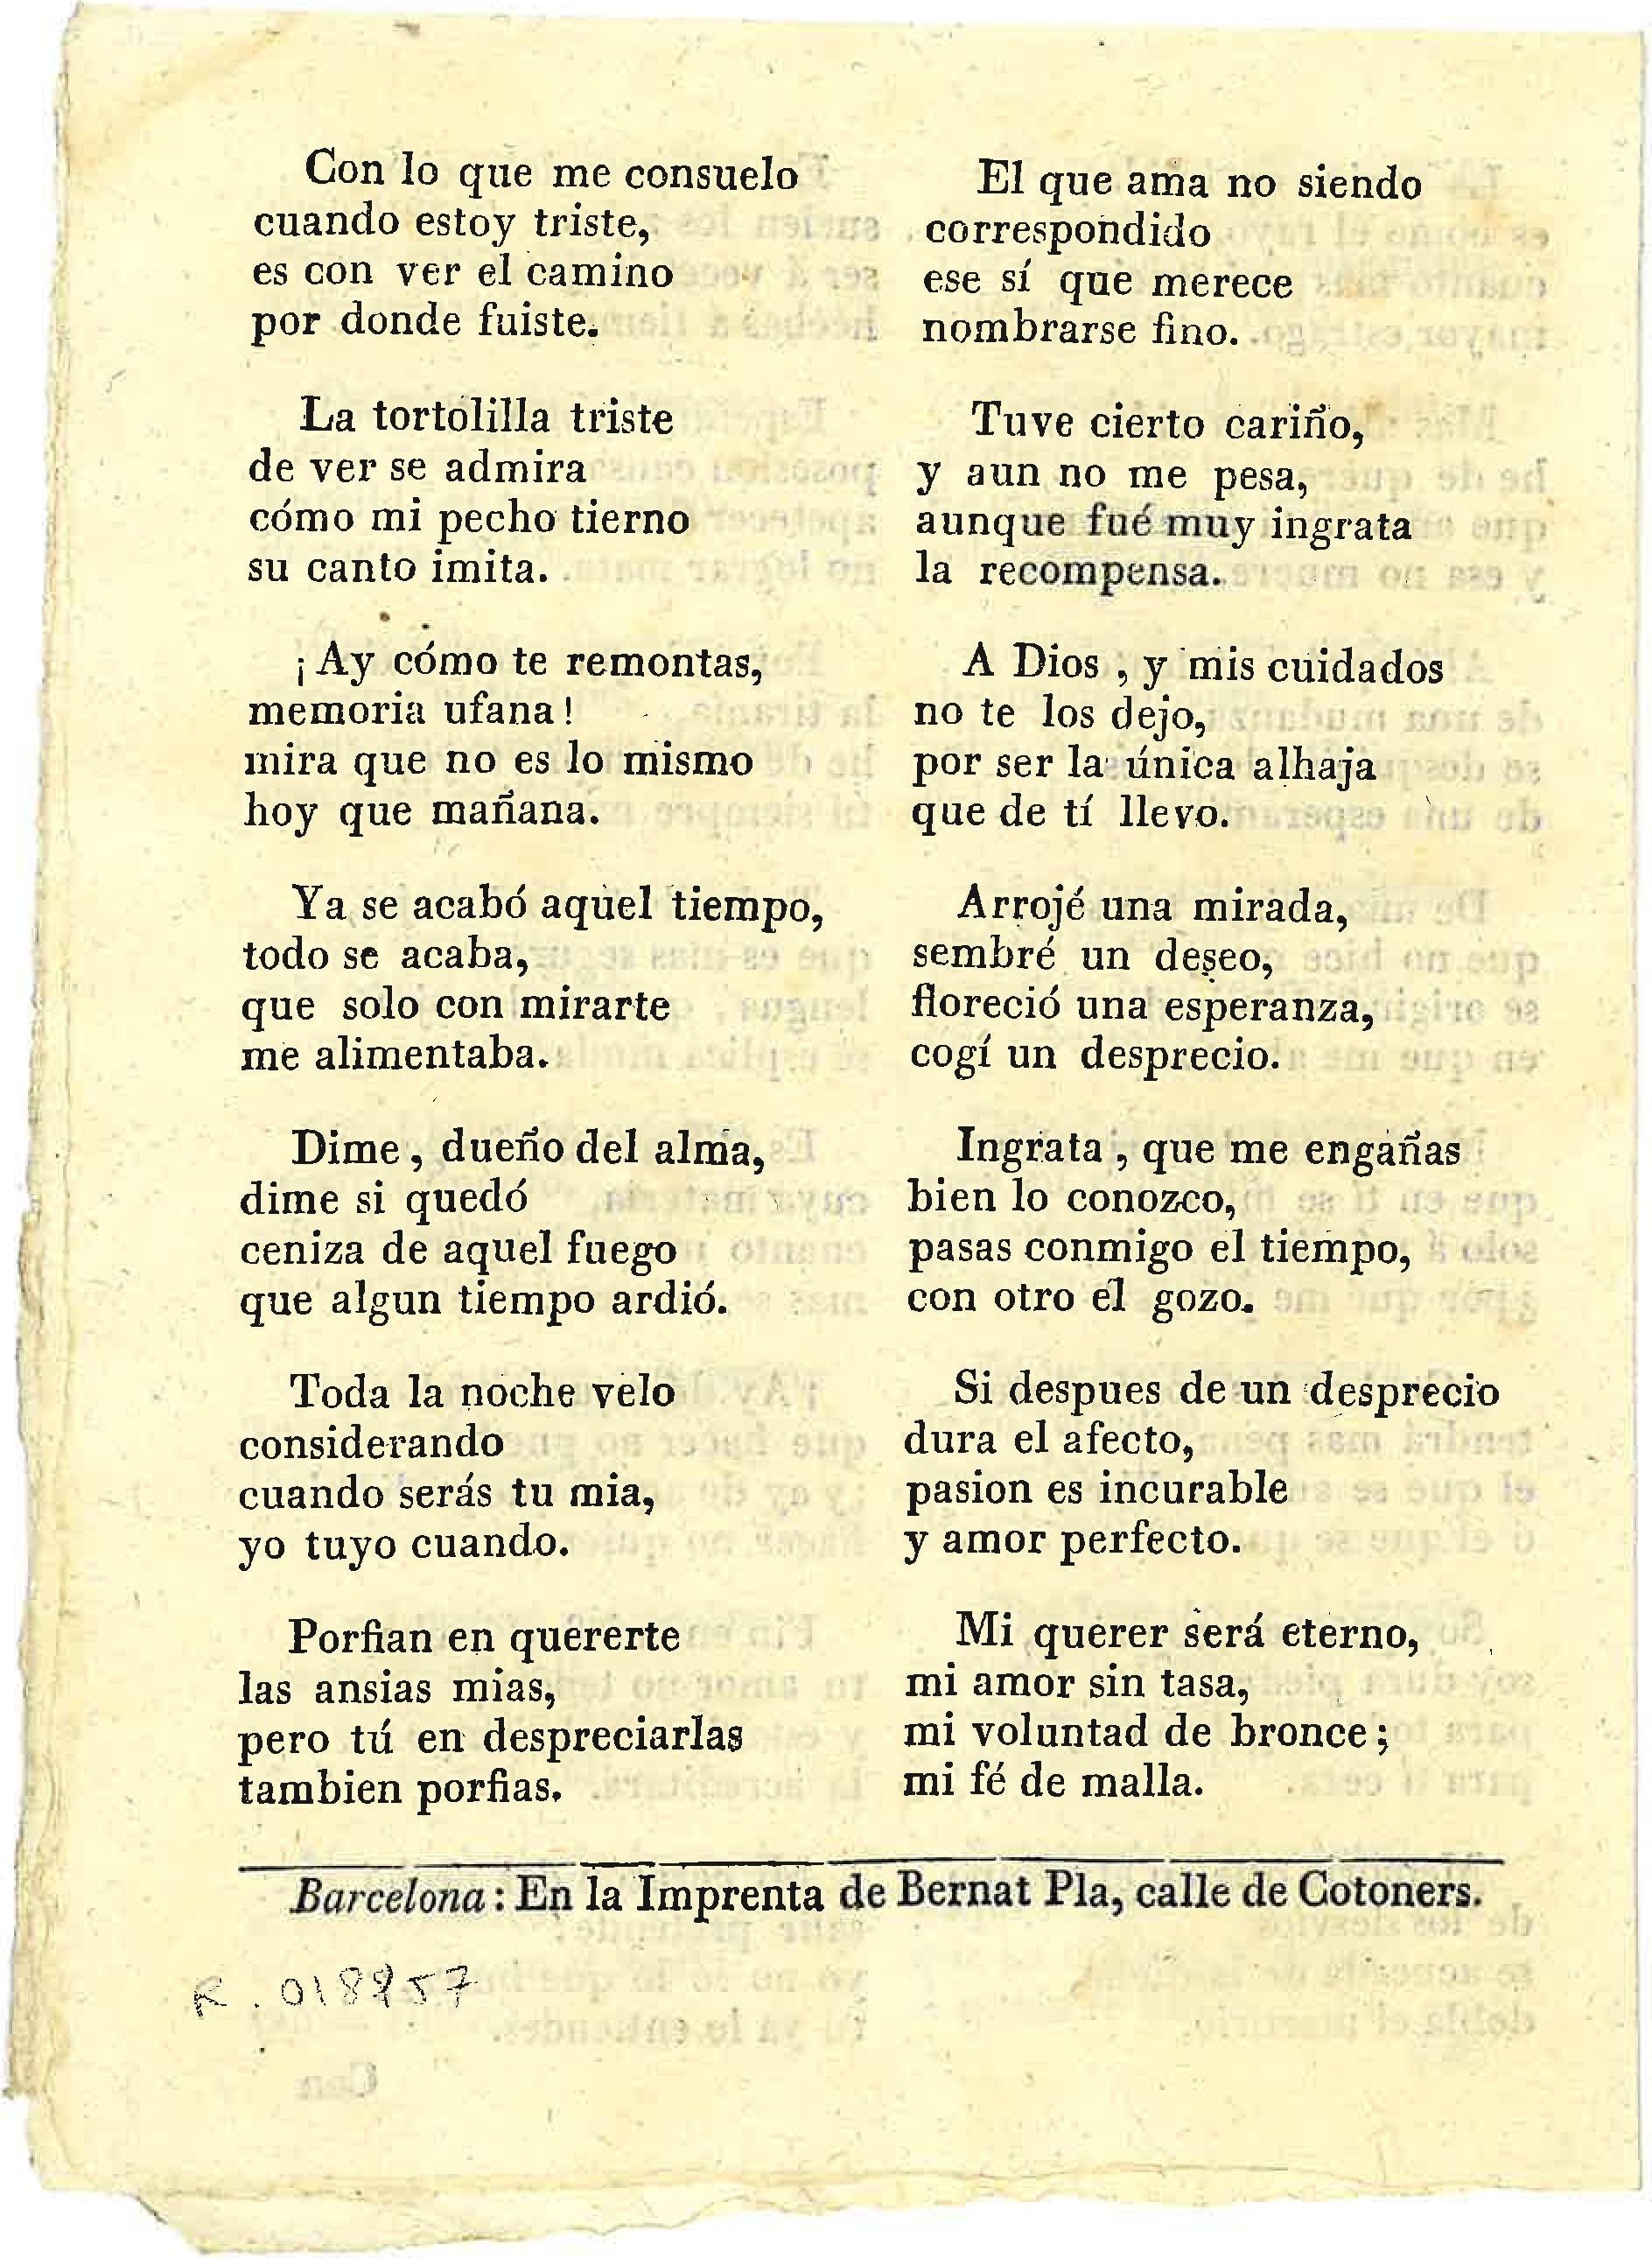 Con lo que me consuelo
cuando estoy triste,
es con ver el camino
por donde fuiste.
La tortolilla triste
de ver se admira
cómo mi pecho tierno
su canto imita.
¡Ay cómo te remontas,
memoria ufana!
mira que no es lo mismo
hoy que mañana.
Ya se acabó aquel tiempo,
todo se acaba,
que solo con mirarte
me alimentaba.
Dime, dueño del alma,
dime si quedó
ceniza de aquel fuego
que algun tiempo ardió.
Toda la noche velo
considerando
cuando serás tu mia,
yo tuyo cuando.
Porfian en quererte
las ansias mias,
pero tú en despreciarlas
tambien porfias.
El que ama no siendo
correspondido
ese sí que merece
nombrarse fino.
Tuve cierto cariño,
y aun no me pesa,
aunque fué muy ingrata
la recompensa.
A Dios, y mis cuidados
no te los dejo,
por ser la única alhaja
que de tí llevo.
Arrojé una mirada,
sembré un deseo,
floreció una esperanza,
cogí un desprecio.
Ingrata, que me engañas
bien lo conozco,
pasas conmigo el tiempo,
con otro el gozo.
Si despues de un desprecio
dura el afecto,
pasion es incurable
y amor perfecto.
Mi querer será eterno,
mi amor sin tasa,
mi voluntad de bronce;
mi fé de malla.
Barcelona: En la Imprenta de Bernat Pla, calle de Cotoners.